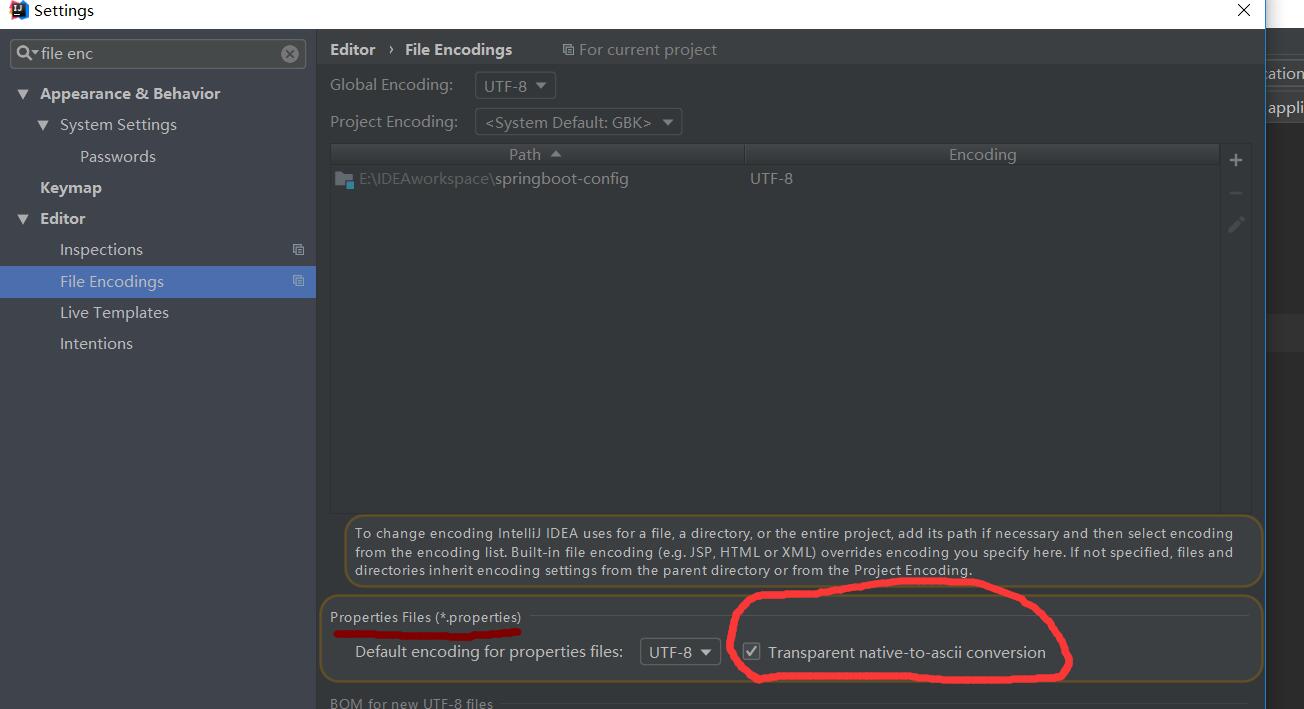 Settings
file enc
Appearance & Behavior
System Settings
Passwords
Keymap
Editor
Inspections
File Encodings
Live Templates
Intentions
Editor › File Encodings For current project
Global Encoding: UTF-8
Project Encoding: <System Default: GBK>
Path Encoding
E:\IDEAworkspace\springboot-config UTF-8
To change encoding IntelliJ IDEA uses for a file, a directory, or the entire project, add its path if necessary and then select encoding
from the encoding list. Built-in file encoding (e.g. JSP, HTML or XML) overrides encoding you specify here. If not specified, files and
directories inherit encoding settings from the parent directory or from the Project Encoding.
Properties Files (*.properties)
Default encoding for properties files: UTF-8 Transparent native-to-ascii conversion
BOM for new UTF-8 files
cation
appli